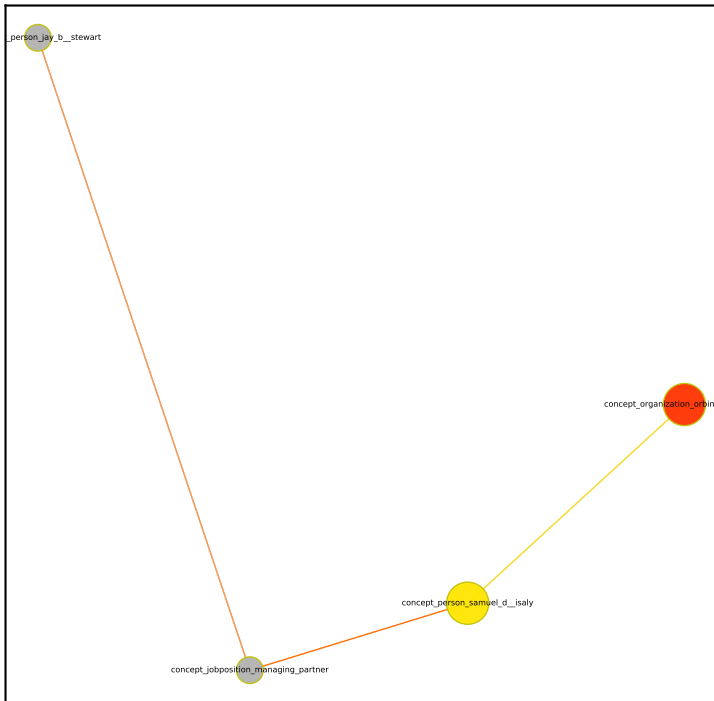 _person_jay_b__stewart
concept_organization_orbin
concept_person_samuel_d__isaly
concept_jobposition_managing_partner